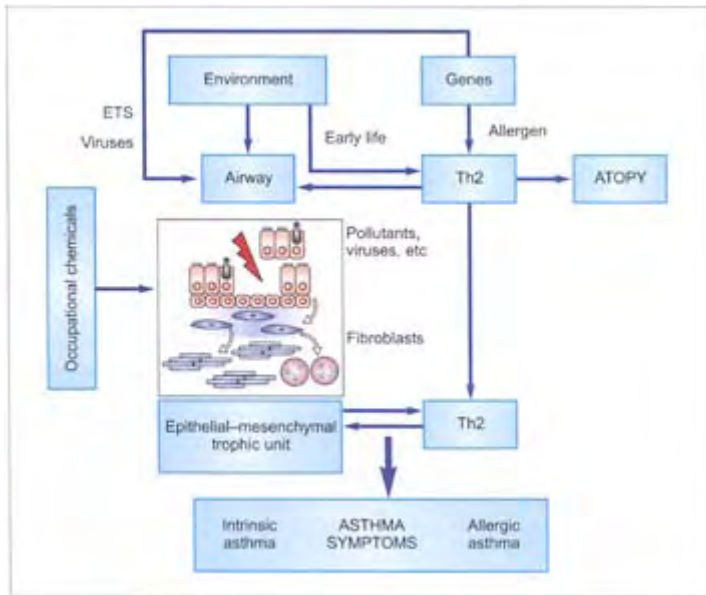 Environment
Genes
ETS
Viruses
Early life
Allergen
Airway
Th2
ATOPY
Occupational chemicals
Pollutants,
viruses, etc
Fibroblasts
Epithelial–mesenchymal
trophic unit
Th2
Intrinsic
asthma
ASTHMA
SYMPTOMS
Allergic
asthma